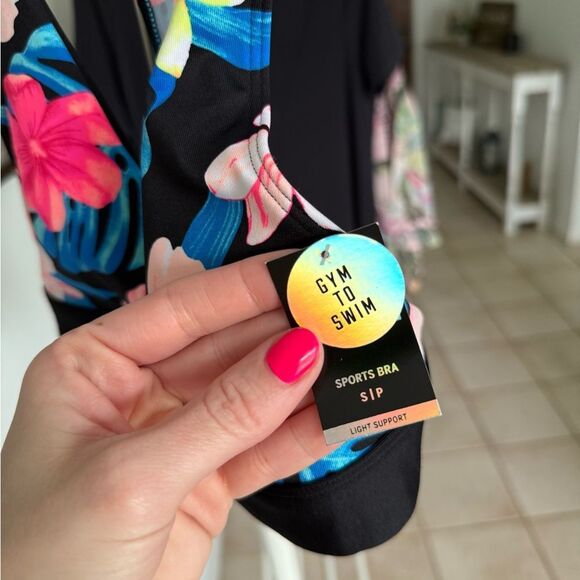 GYM
TO
SWIM
SPORTS BRA
S|P
LIGHT SUPPORT